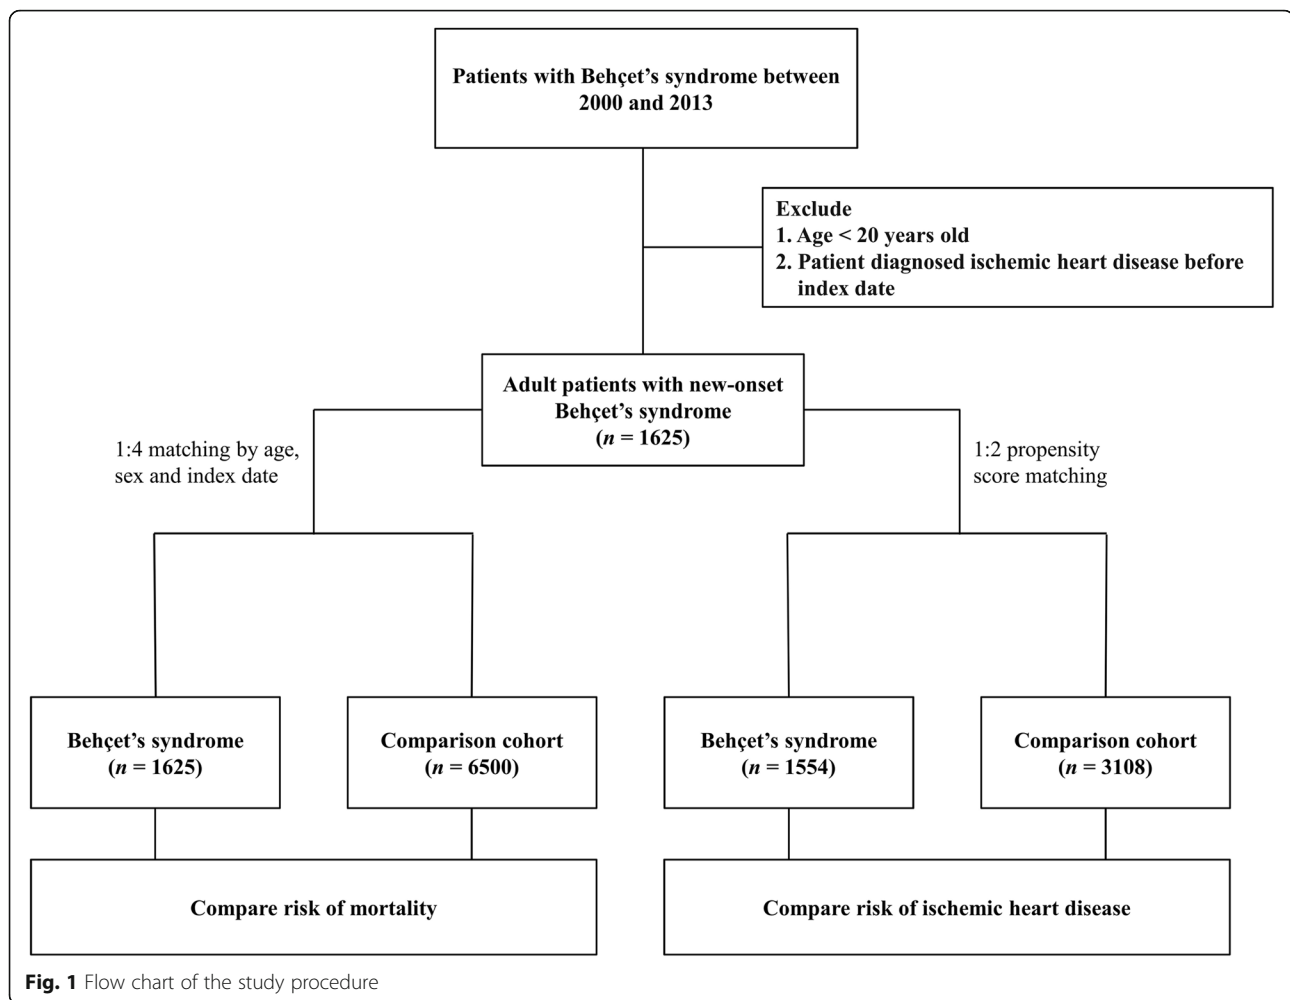 Patients with Behçet's syndrome between
2000 and 2013
Exclude
1. Age < 20 years old
2. Patient diagnosed ischemic heart disease before
index date
Adult patients with new-onset
Behçet's syndrome
(n = 1625)
1:4 matching by age,
sex and index date
1:2 propensity
score matching
Behçet's syndrome
(n = 1625)
Comparison cohort
(n = 6500)
Behçet's syndrome
(n = 1554)
Comparison cohort
(n = 3108)
Compare risk of mortality
Compare risk of ischemic heart disease
Fig. 1 Flow chart of the study procedure